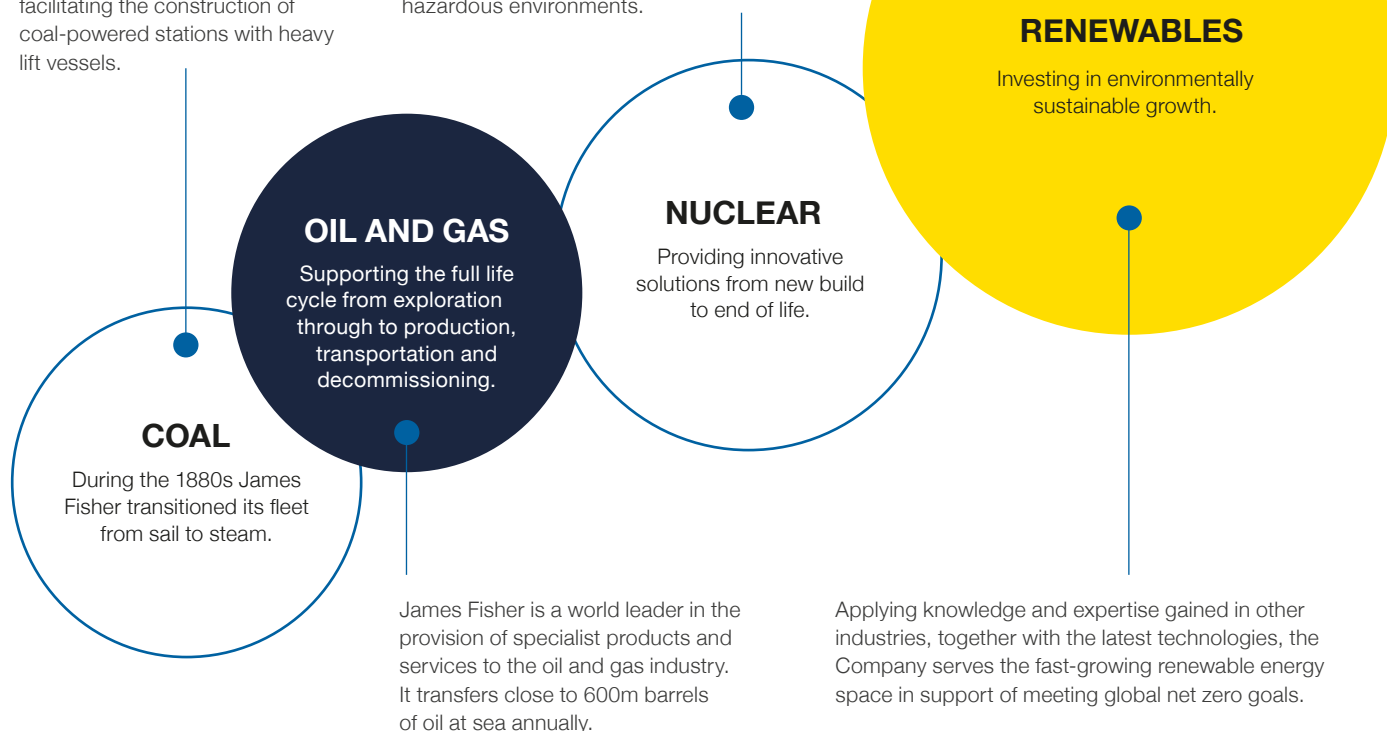 facilitating the construction of
coal-powered stations with heavy
lift vessels.
hazardous environments.
RENEWABLES
Investing in environmentally
sustainable growth.
NUCLEAR
Providing innovative
solutions from new build
to end of life.
OIL AND GAS
Supporting the full life
cycle from exploration
through to production,
transportation and
decommissioning.
COAL
During the 1880s James
Fisher transitioned its fleet
from sail to steam.
James Fisher is a world leader in the
provision of specialist products and
services to the oil and gas industry.
It transfers close to 600m barrels
of oil at sea annually.
Applying knowledge and expertise gained in other
industries, together with the latest technologies, the
Company serves the fast-growing renewable energy
space in support of meeting global net zero goals.